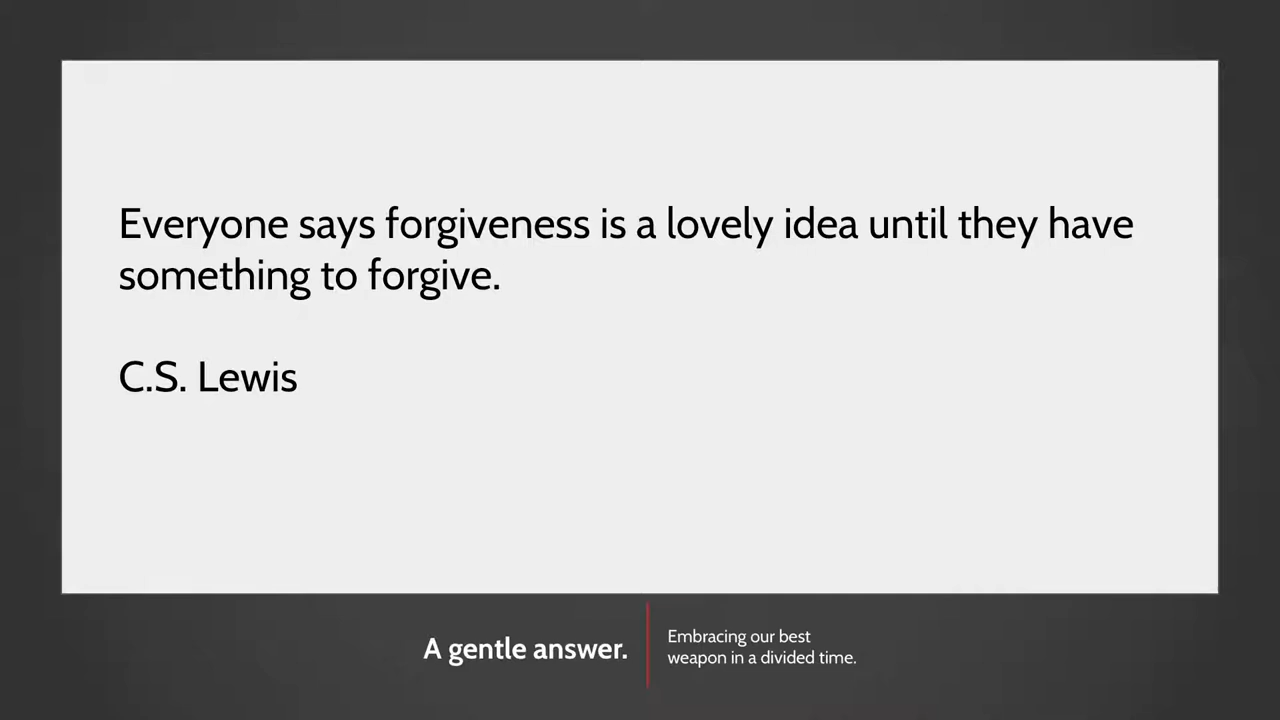 Everyone says forgiveness is a lovely idea until they have
something to forgive.
C.S. Lewis
A gentle answer.
Embracing our best
weapon in a divided time.